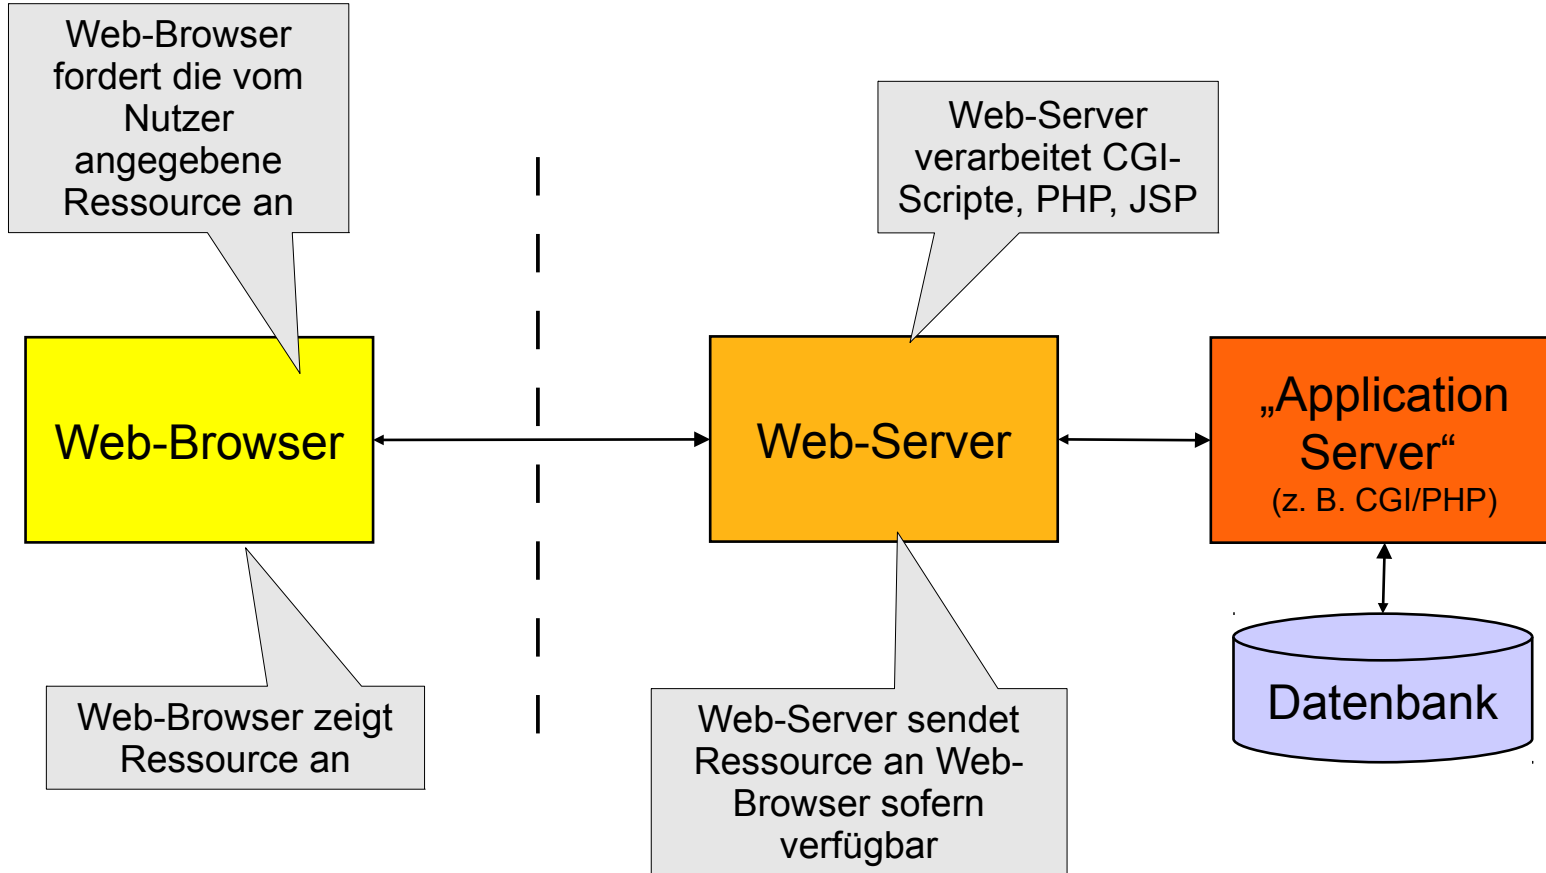 Web-Browser
fordert die vom
Nutzer
angegebene
Ressource an
Web-Server
verarbeitet CGI-
Scripte, PHP, JSP
Web-Browser
Web-Server
„Application
Server“
(z. B. CGI/PHP)
Web-Browser zeigt
Ressource an
Web-Server sendet
Ressource an Web-
Browser sofern
verfügbar
Datenbank